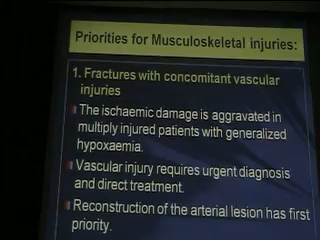 Priorities for Musculoskeletal injuries:
1. Fractures with concomitant vascular
injuries
The ischaemic damage is aggravated in
multiply injured patients with generalized
hypoxaemia.
Vascular injury requires urgent diagnosis
and direct treatment.
Reconstruction of the arterial lesion has first
priority.